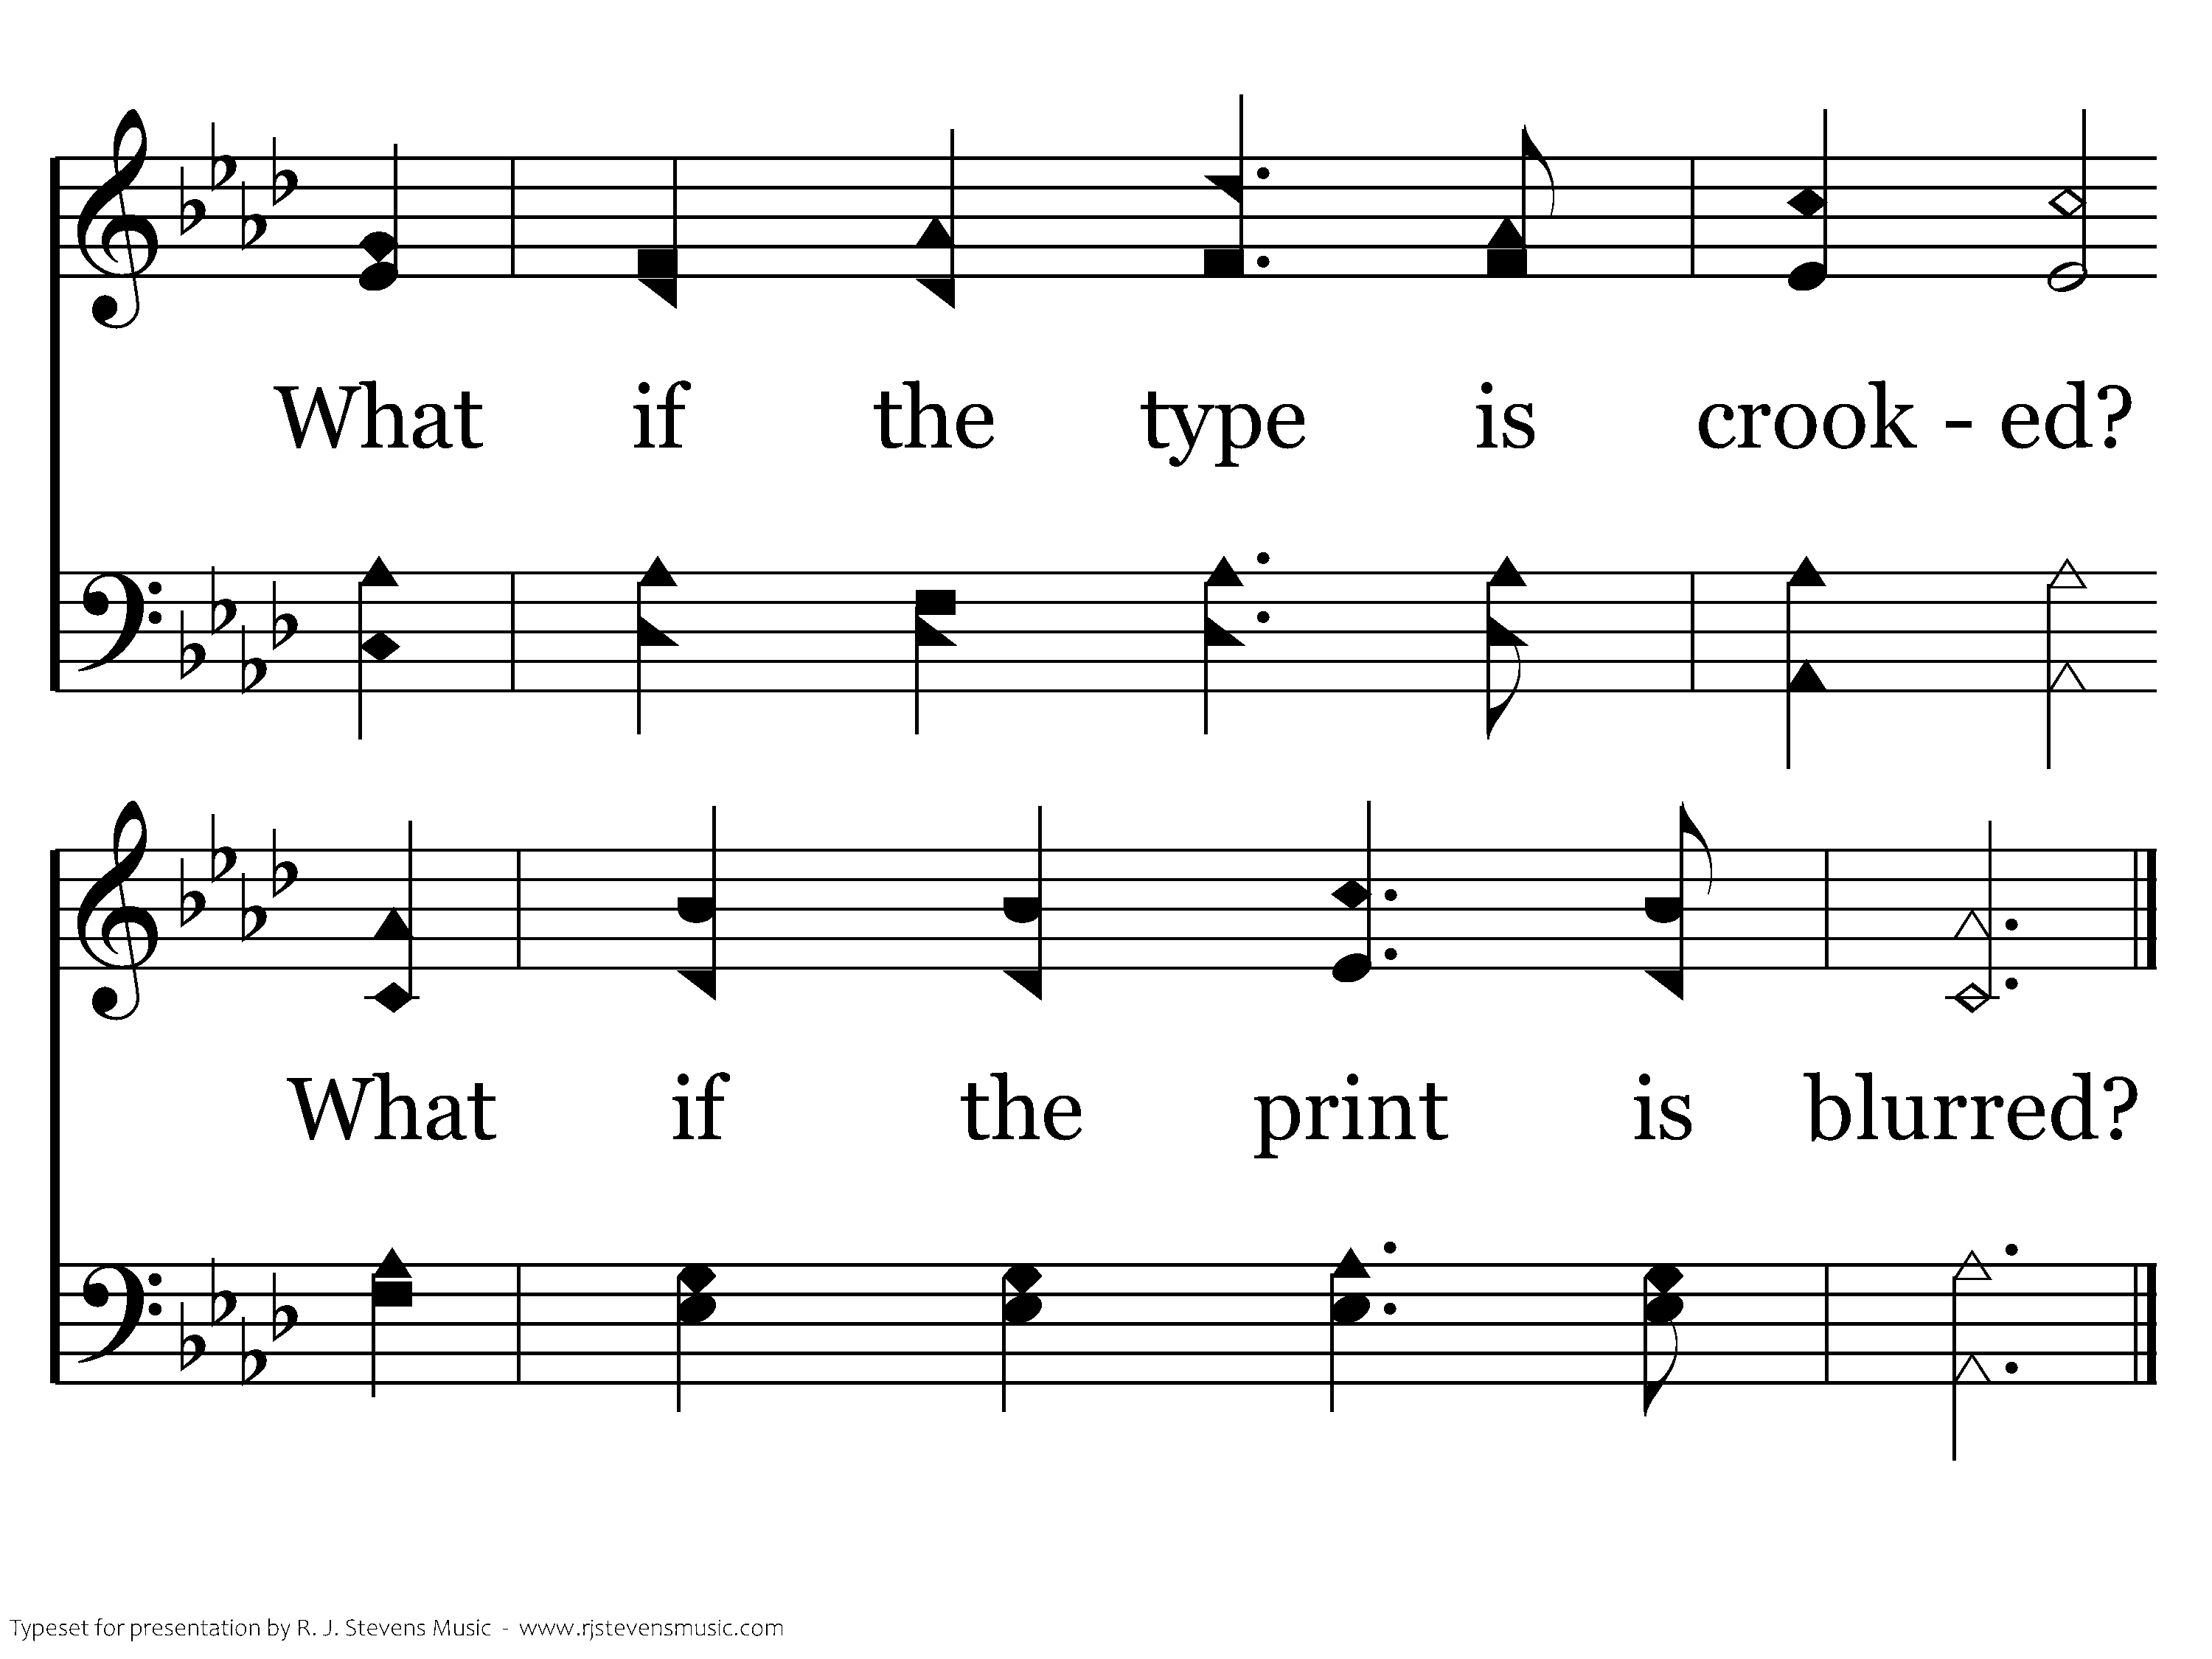 What if the type is crook - ed?
What if the print is blurred?
Typeset for presentation by R. J. Stevens Music - www.rjstevensmusic.com